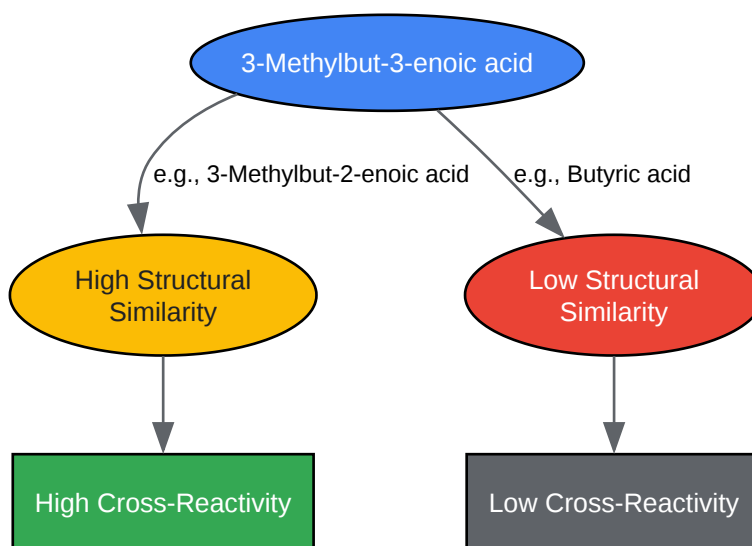 3-Methylbut-3-enoic acid
e.g., 3-Methylbut-2-enoic acid
e.g., Butyric acid
High Structural
Similarity
Low Structural
Similarity
High Cross-Reactivity
Low Cross-Reactivity